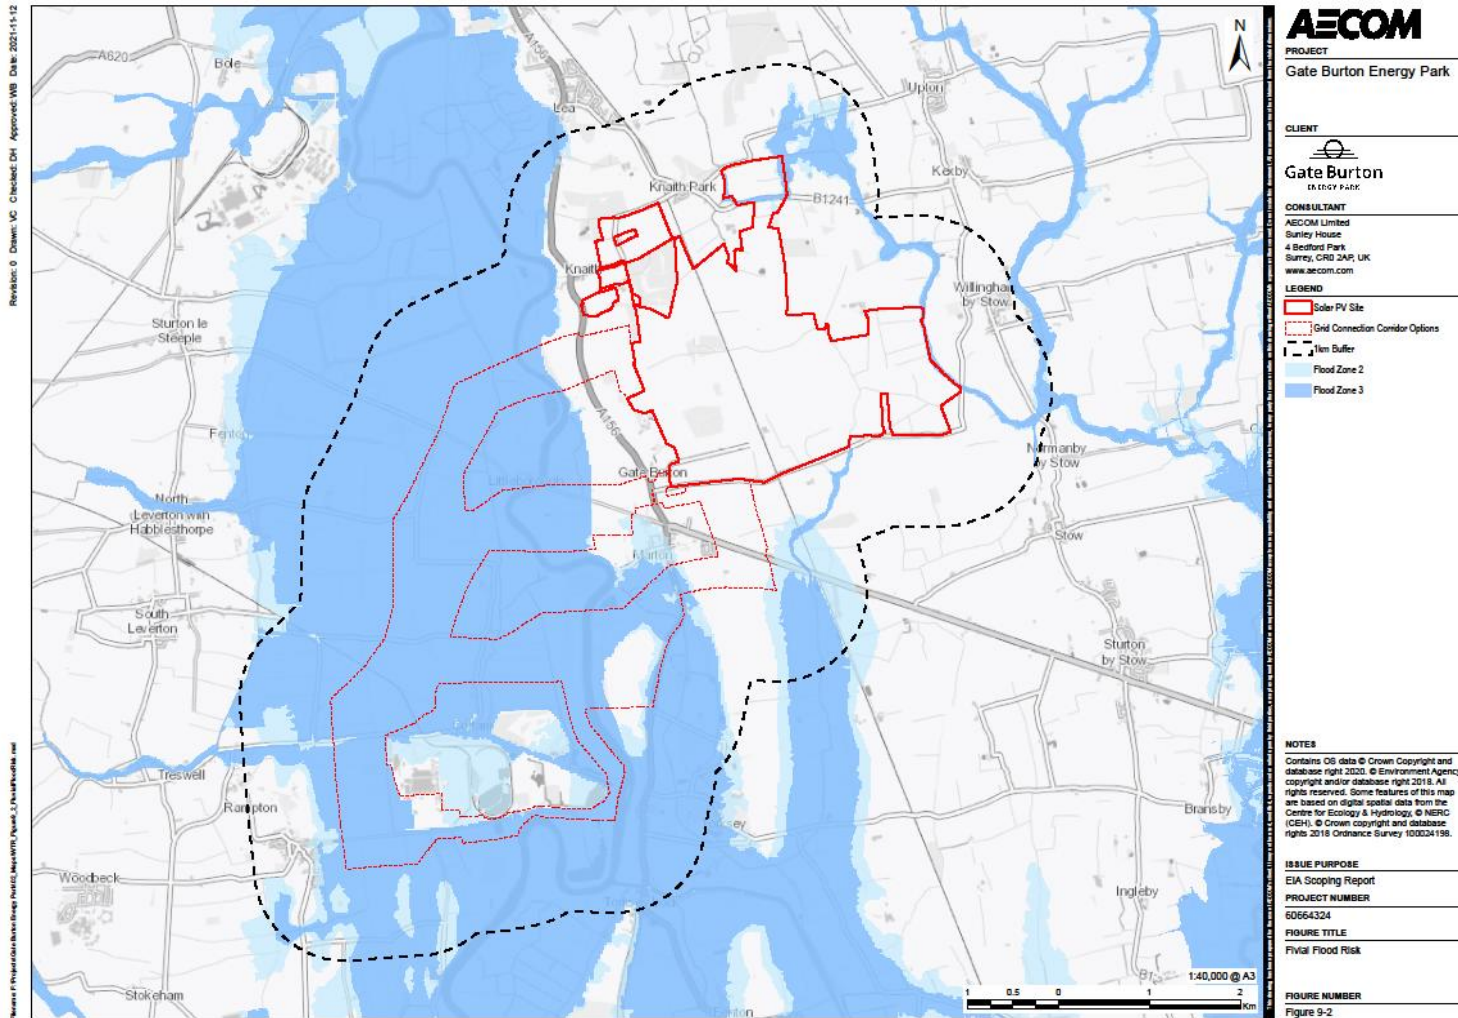 Revision: 0 Drawn: VC Checked: DH Approved: WB Date: 2021-11-12
A620
Bole
A156
Lea
Upton
N
Knaith Park
Kexby
B1241
Knaith
Willingham
by Stow
Sturton le
Steeple
A156
Fenton
Gate Burton
Normanby
by Stow
North
Leverton with
Habblesthorpe
Marton
Stow
South
Leverton
Sturton
by Stow
Treswell
Rampton
Bransby
Woodbeck
Ingleby
Stokeham
Fenton
1:40,000 @ A3
1 0.5 0 1 2
Km
AECOM
PROJECT
Gate Burton Energy Park
CLIENT
Gate Burton
ENERGY PARK
CONSULTANT
AECOM Limited
Sunley House
4 Bedford Park
Surrey, CR0 2AP, UK
www.aecom.com
LEGEND
Solar PV Site
Grid Connection Corridor Options
1km Buffer
Flood Zone 2
Flood Zone 3
NOTES
Contains OS data © Crown Copyright and
database right 2020. © Environment Agency
copyright and/or database right 2018. All
rights reserved. Some features of this map
are based on digital spatial data from the
Centre for Ecology & Hydrology, © NERC
(CEH). © Crown copyright and database
rights 2018 Ordnance Survey 100024198.
ISSUE PURPOSE
EIA Scoping Report
PROJECT NUMBER
60664324
FIGURE TITLE
Flvial Flood Risk
FIGURE NUMBER
Figure 9-2